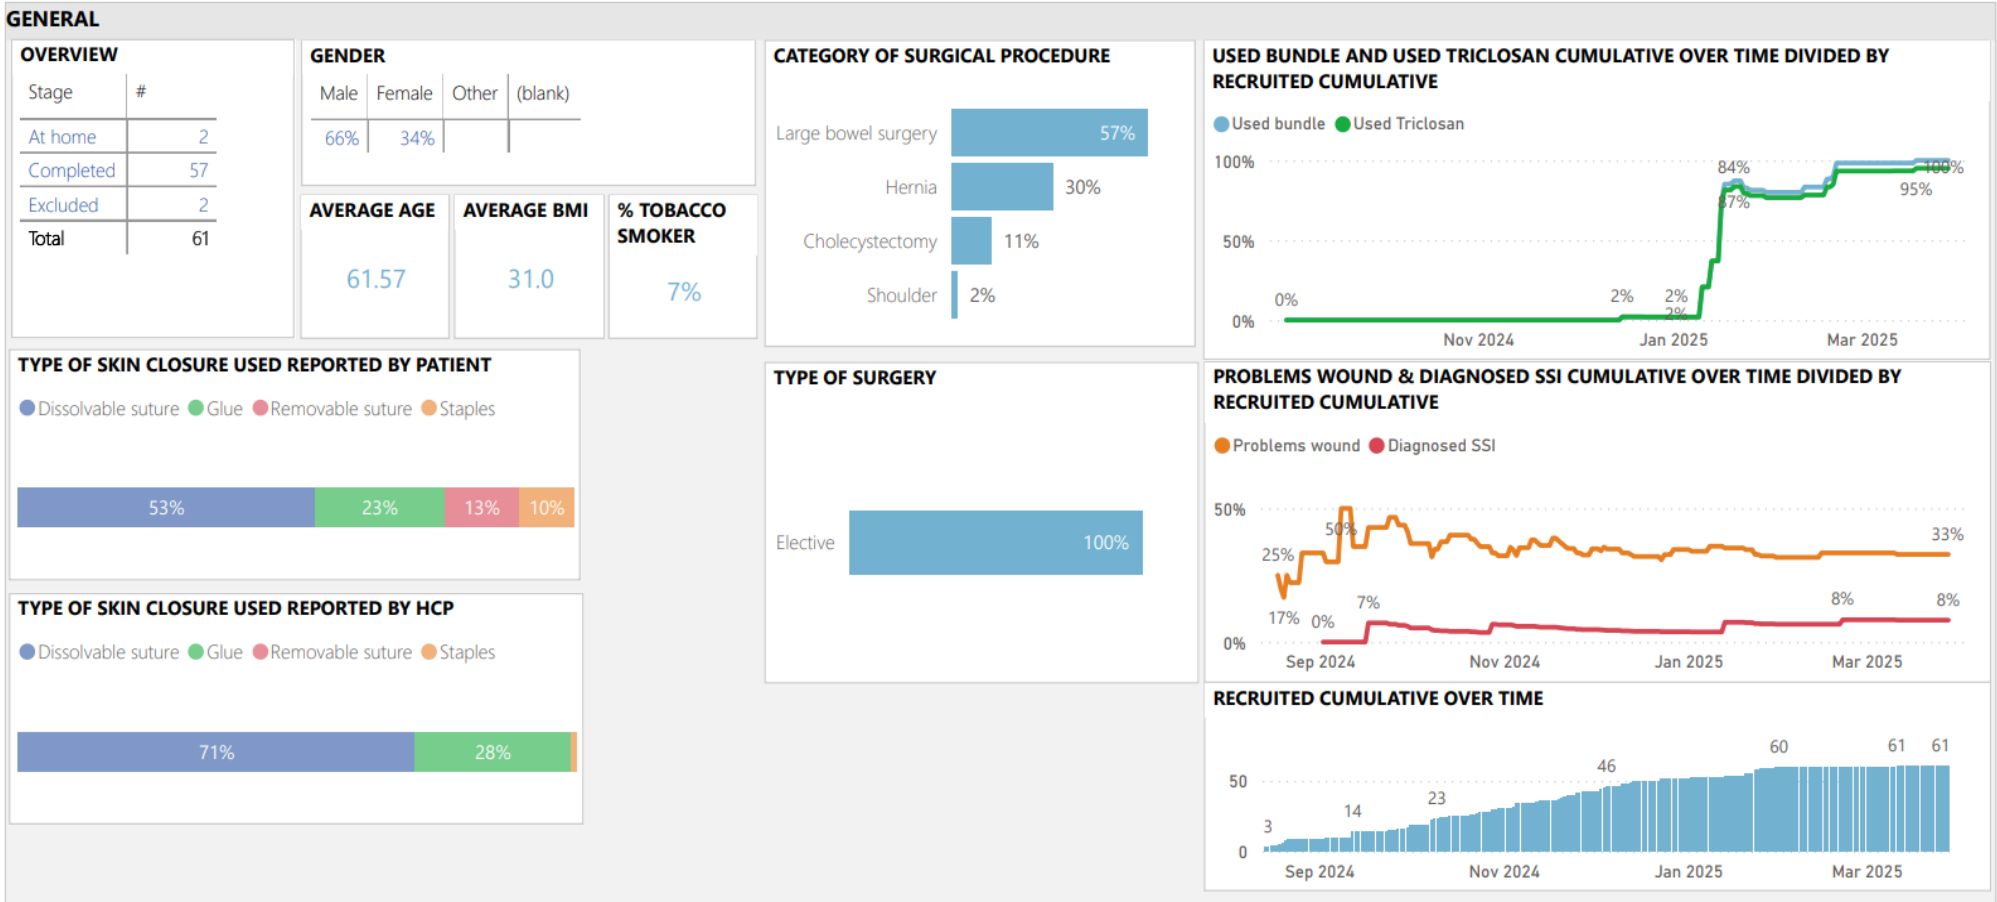 GENERAL
OVERVIEW
Stage #
At home 2
Completed 57
Excluded 2
Total 61
GENDER
Male Female Other (blank)
66% 34%
AVERAGE AGE
61.57
AVERAGE BMI
31.0
% TOBACCO
SMOKER
7%
TYPE OF SKIN CLOSURE USED REPORTED BY PATIENT
Dissolvable suture Glue Removable suture Staples
53% 23% 13% 10%
TYPE OF SKIN CLOSURE USED REPORTED BY HCP
Dissolvable suture Glue Removable suture Staples
71% 28%
CATEGORY OF SURGICAL PROCEDURE
Large bowel surgery 57%
Hernia 30%
Cholecystectomy 11%
Shoulder 2%
TYPE OF SURGERY
Elective 100%
USED BUNDLE AND USED TRICLOSAN CUMULATIVE OVER TIME DIVIDED BY
RECRUITED CUMULATIVE
Used bundle Used Triclosan
100% 84% 100%
87% 95%
50%
0% 2% 2%
0% 2%
Nov 2024 Jan 2025 Mar 2025
PROBLEMS WOUND & DIAGNOSED SSI CUMULATIVE OVER TIME DIVIDED BY
RECRUITED CUMULATIVE
Problems wound Diagnosed SSI
50%
50% 33%
25%
7% 8% 8%
17% 0%
0%
Sep 2024 Nov 2024 Jan 2025 Mar 2025
RECRUITED CUMULATIVE OVER TIME
60 61 61
46
50
23
14
3
0
Sep 2024 Nov 2024 Jan 2025 Mar 2025